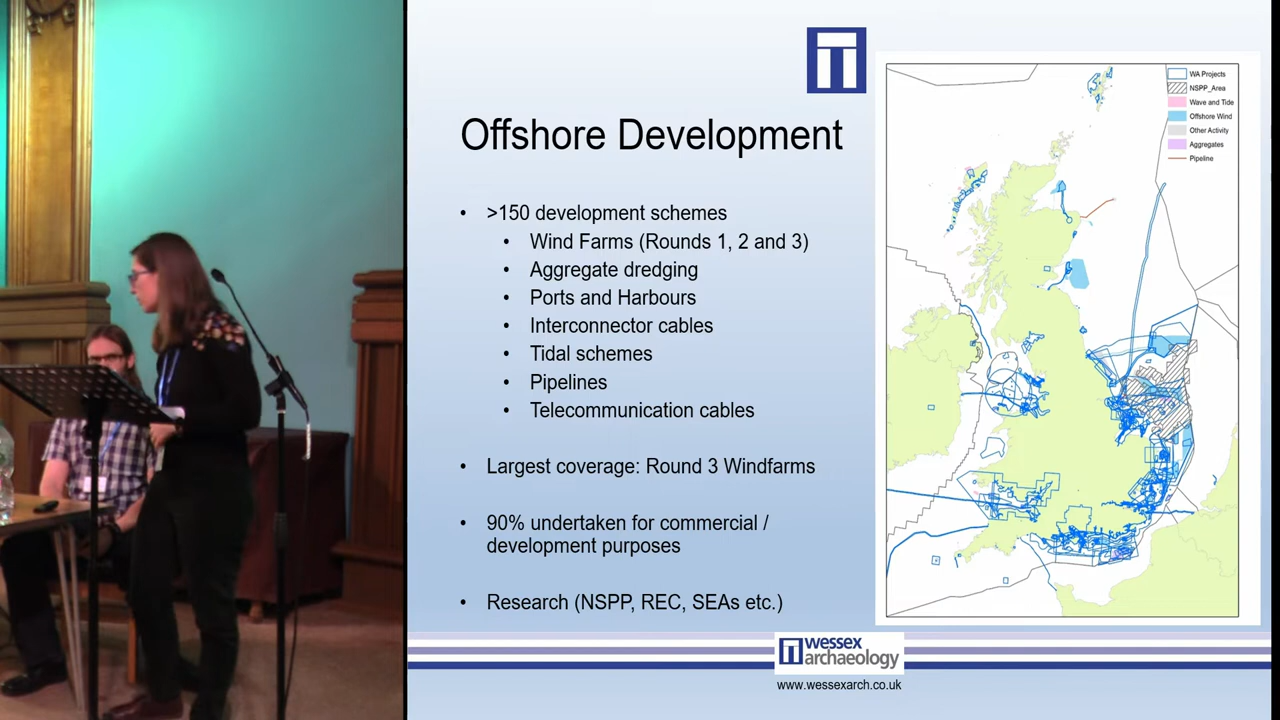 Offshore Development
• >150 development schemes
• Wind Farms (Rounds 1, 2 and 3)
• Aggregate dredging
• Ports and Harbours
• Interconnector cables
• Tidal schemes
• Pipelines
• Telecommunication cables
• Largest coverage: Round 3 Windfarms
• 90% undertaken for commercial /
development purposes
• Research (NSPP, REC, SEAs etc.)
WA Projects
NSPP_Area
Wave and Tide
Offshore Wind
Other Activity
Aggregates
Pipeline
wessex
archaeology
www.wessexarch.co.uk